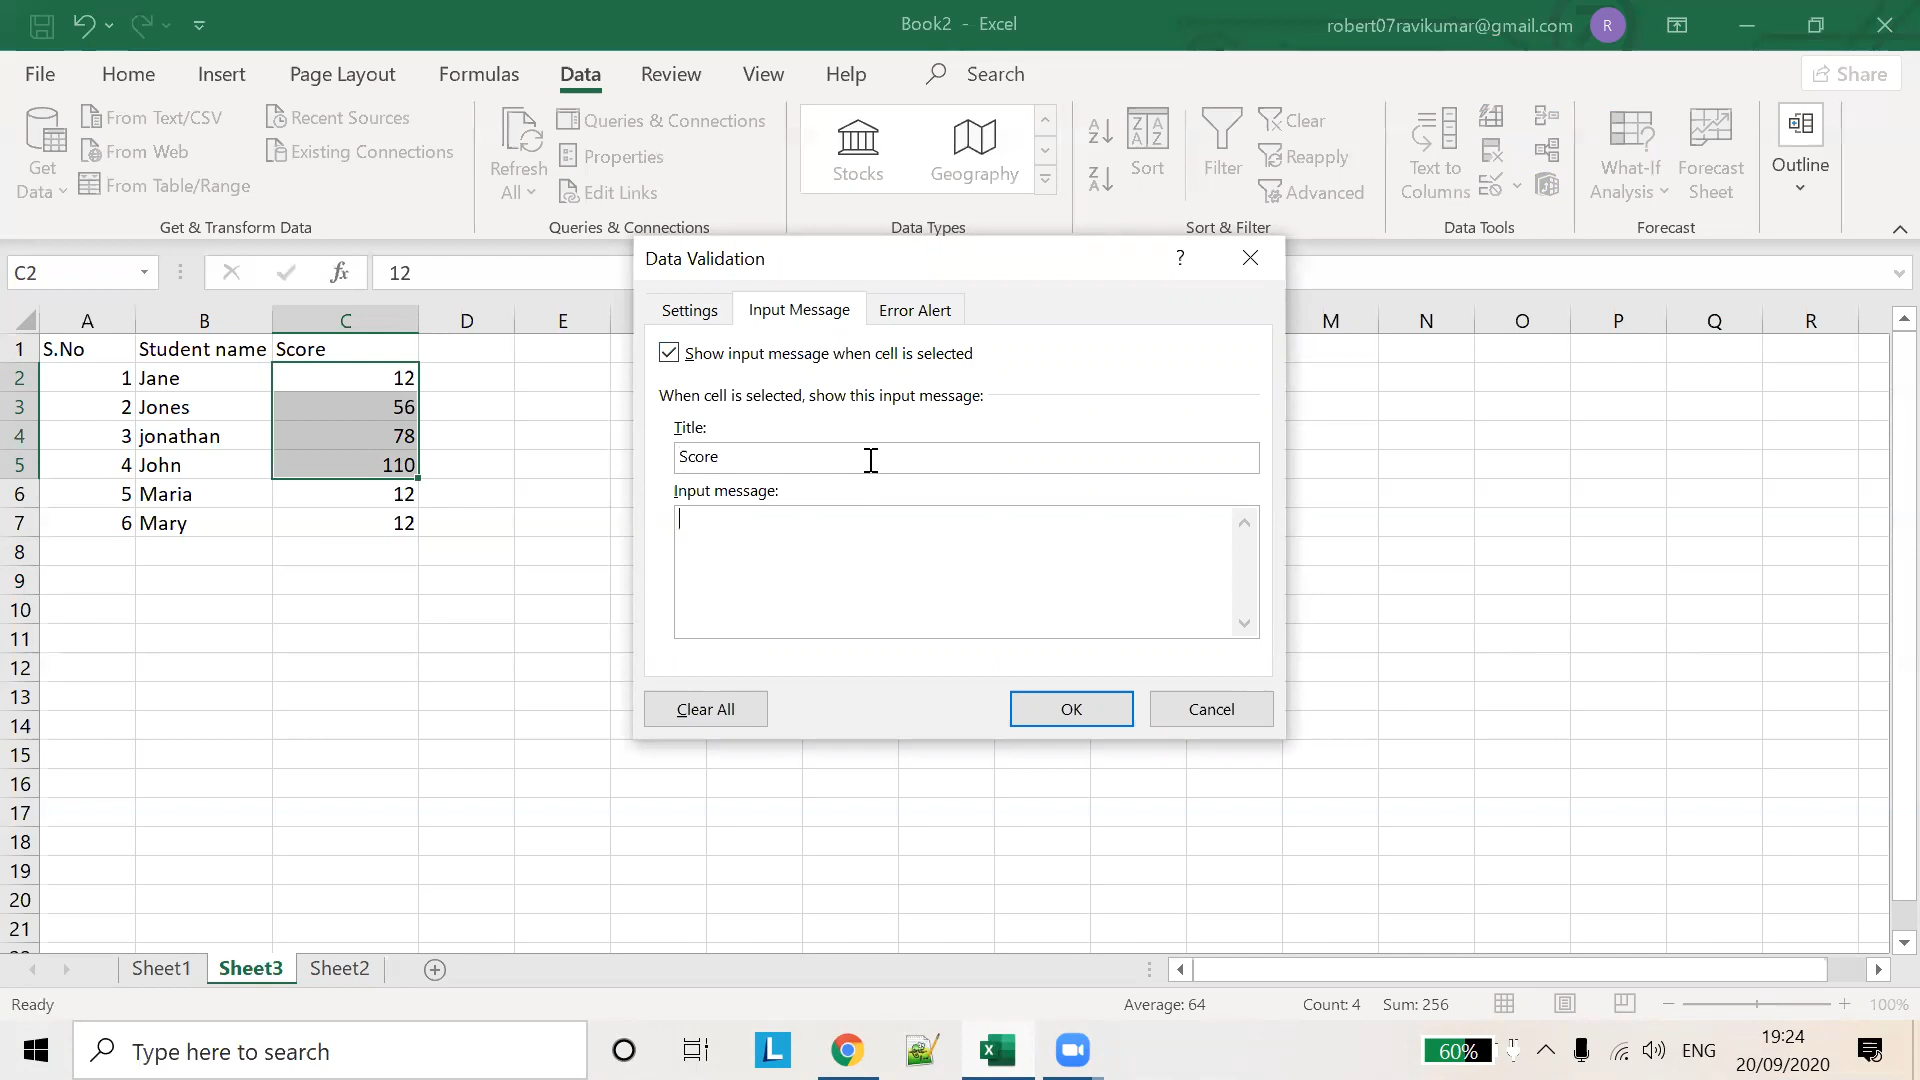 Book2 - Excel
robert07ravikumar@gmail.com
R
File Home Insert Page Layout Formulas Data Review View Help Search Share
Get Data
From Text/CSV
From Web
From Table/Range
Recent Sources
Existing Connections
Get & Transform Data
Refresh All
Queries & Connections
Properties
Edit Links
Queries & Connections
Stocks
Geography
Data Types
Sort
Filter
Clear
Reapply
Advanced
Sort & Filter
Text to Columns
Data Tools
What-If Analysis
Forecast Sheet
Forecast
Outline
C2
fx
12
Data Validation
?
Settings Input Message Error Alert
Show input message when cell is selected
When cell is selected, show this input message:
Title:
Score
Input message:
Clear All OK Cancel
A B C D E M N O P Q R
1 S.No Student name Score
2 1 Jane 12
3 2 Jones 56
4 3 jonathan 78
5 4 John 110
6 5 Maria 12
7 6 Mary 12
8
9
10
11
12
13
14
15
16
17
18
19
20
21
Sheet1 Sheet3 Sheet2
Ready
Average: 64 Count: 4 Sum: 256 100%
Type here to search
L
60%
ENG
19:24
20/09/2020